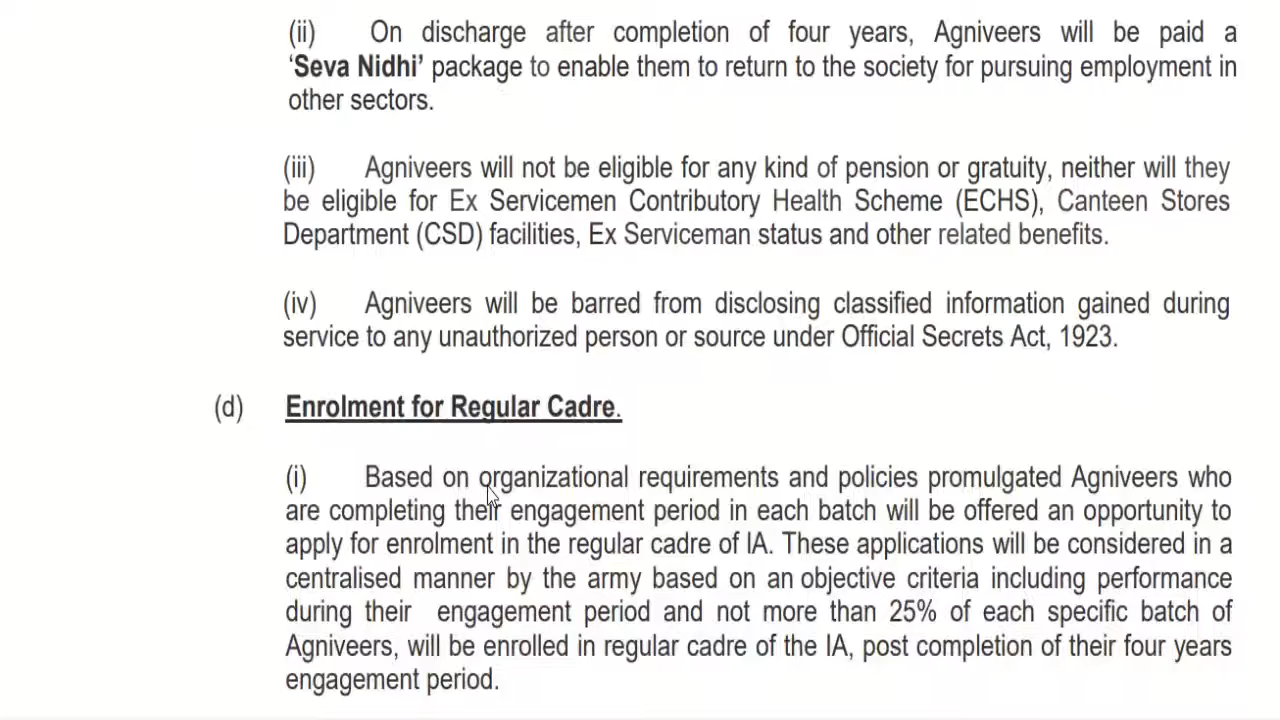 (ii) On discharge after completion of four years, Agniveers will be paid a
‘Seva Nidhi’ package to enable them to return to the society for pursuing employment in
other sectors.
(iii) Agniveers will not be eligible for any kind of pension or gratuity, neither will they
be eligible for Ex Servicemen Contributory Health Scheme (ECHS), Canteen Stores
Department (CSD) facilities, Ex Serviceman status and other related benefits.
(iv) Agniveers will be barred from disclosing classified information gained during
service to any unauthorized person or source under Official Secrets Act, 1923.
(d) Enrolment for Regular Cadre.
(i) Based on organizational requirements and policies promulgated Agniveers who
are completing their engagement period in each batch will be offered an opportunity to
apply for enrolment in the regular cadre of IA. These applications will be considered in a
centralised manner by the army based on an objective criteria including performance
during their engagement period and not more than 25% of each specific batch of
Agniveers, will be enrolled in regular cadre of the IA, post completion of their four years
engagement period.